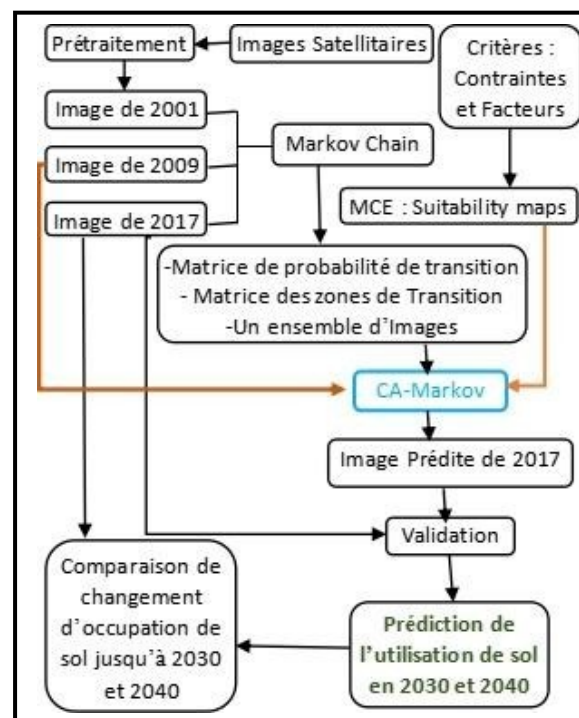 Prétraitement
Images Satellitaires
Critères :
Contraintes
et Facteurs
Image de 2001
Markov Chain
Image de 2009
Image de 2017
MCE : Suitability maps
-Matrice de probabilité de transition
- Matrice des zones de Transition
-Un ensemble d'Images
CA-Markov
Image Prédite de 2017
Validation
Comparaison de
changement
d'occupation de
sol jusqu'à 2030
et 2040
Prédiction de
l'utilisation de sol
en 2030 et 2040